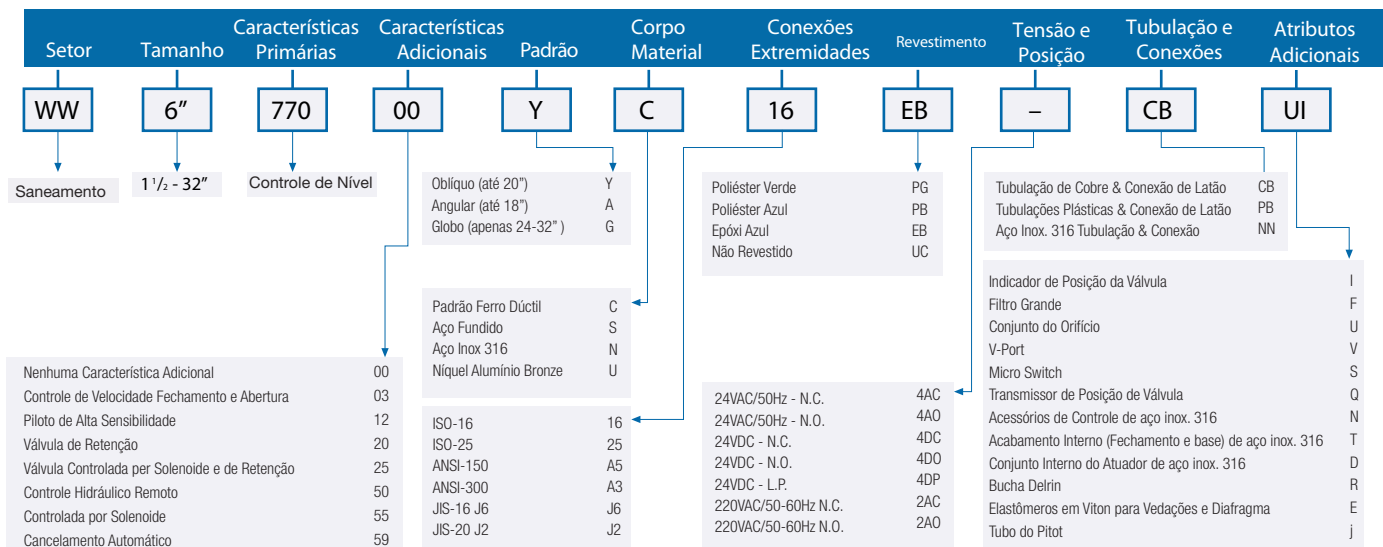 Setor
Tamanho
Características
Primárias
Características
Adicionais
Padrão
Corpo
Material
Conexões
Extremidades
Revestimento
Tensão e
Posição
Tubulação e
Conexões
Atributos
Adicionais
WW
6”
770
00
Y
C
16
EB
–
CB
UI
Saneamento
1 1/2 - 32”
Controle de Nível
Oblíquo (até 20”) Y
Angular (até 18”) A
Globo (apenas 24-32” ) G
Poliéster Verde PG
Poliéster Azul PB
Epóxi Azul EB
Não Revestido UC
Tubulação de Cobre & Conexão de Latão CB
Tubulações Plásticas & Conexão de Latão PB
Aço Inox. 316 Tubulação & Conexão NN
Padrão Ferro Dúctil C
Aço Fundido S
Aço Inox 316 N
Níquel Alumínio Bronze U
Indicador de Posição da Válvula I
Filtro Grande F
Conjunto do Orifício U
V-Port V
Micro Switch S
Transmissor de Posição de Válvula Q
Acessórios de Controle de aço inox. 316 N
Acabamento Interno (Fechamento e base) de aço inox. 316 T
Conjunto Interno do Atuador de aço inox. 316 D
Bucha Delrin R
Elastômeros em Viton para Vedações e Diafragma E
Tubo do Pitot j
Nenhuma Característica Adicional 00
Controle de Velocidade Fechamento e Abertura 03
Piloto de Alta Sensibilidade 12
Válvula de Retenção 20
Válvula Controlada per Solenoide e de Retenção 25
Controle Hidráulico Remoto 50
Controlada por Solenoide 55
Cancelamento Automático 59
ISO-16 16
ISO-25 25
ANSI-150 A5
ANSI-300 A3
JIS-16 J6 J6
JIS-20 J2 J2
24VAC/50Hz - N.C. 4AC
24VAC/50Hz - N.O. 4AO
24VDC - N.C. 4DC
24VDC - N.O. 4DO
24VDC - L.P. 4DP
220VAC/50-60Hz N.C. 2AC
220VAC/50-60Hz N.O. 2AO